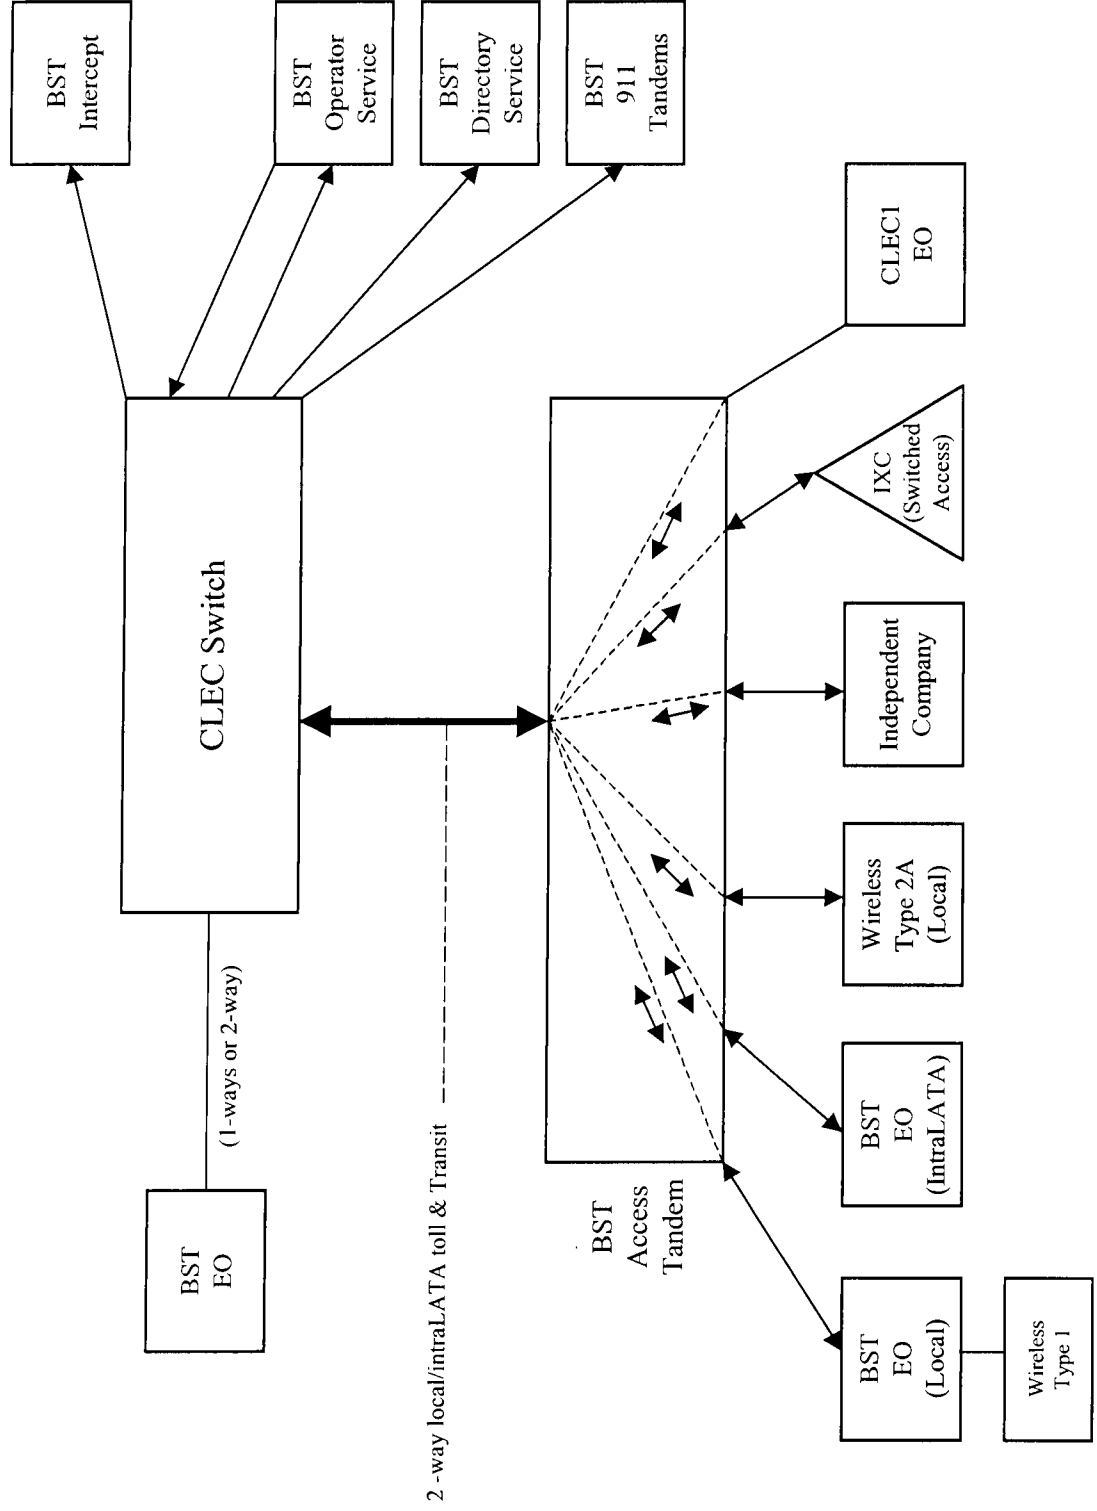 BST
Intercept
BST
EO
(1-ways or 2-way)
CLEC Switch
BST
Operator
Service
BST
Directory
Service
BST
911
Tandems
2 -way local/intraLATA toll & Transit
BST
Access
Tandem
BST
EO
(Local)
BST
EO
(IntraLATA)
Wireless
Type 2A
(Local)
Independent
Company
IXC
(Switched
Access)
CLEC1
EO
Wireless
Type 1